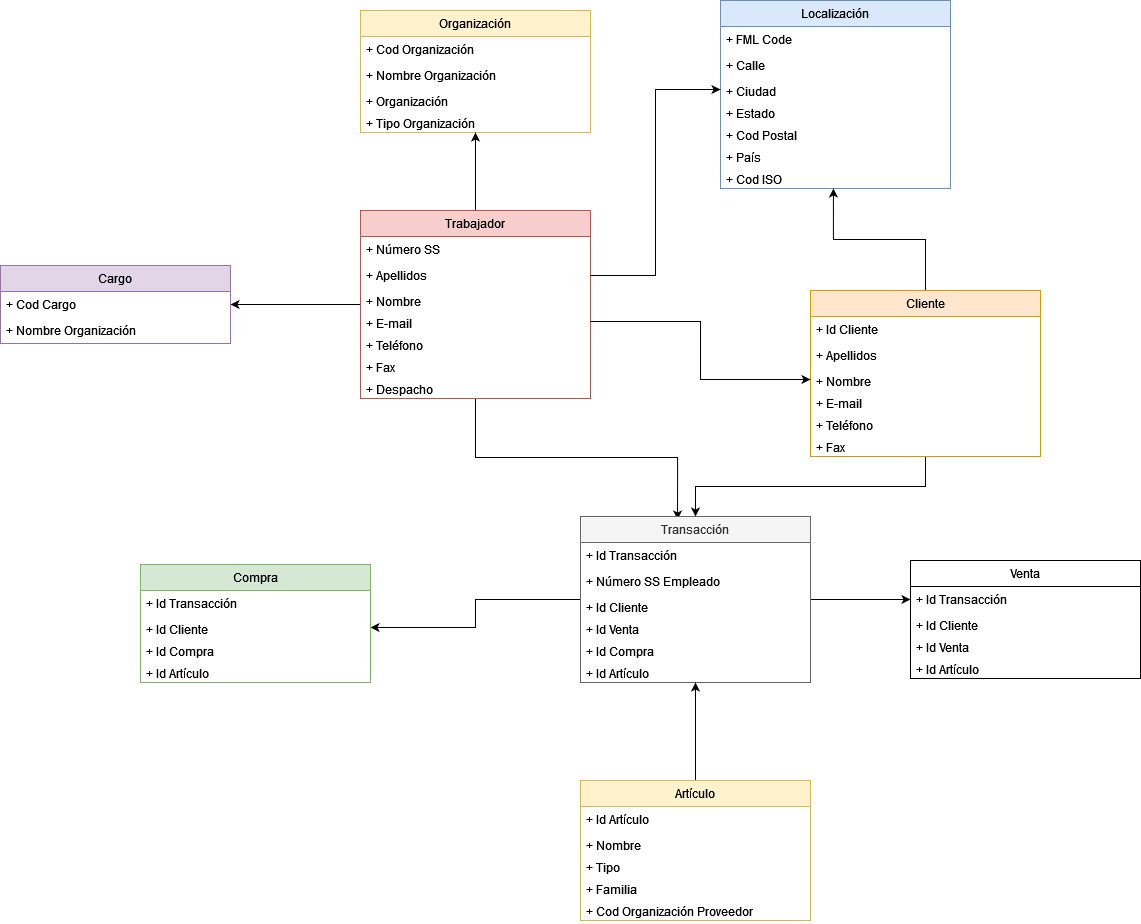 Organización
+ Cod Organización
+ Nombre Organización
+ Organización
+ Tipo Organización
Localización
+ FML Code
+ Calle
+ Ciudad
+ Estado
+ Cod Postal
+ País
+ Cod ISO
Trabajador
+ Número SS
+ Apellidos
+ Nombre
+ E-mail
+ Teléfono
+ Fax
+ Despacho
Cargo
+ Cod Cargo
+ Nombre Organización
Cliente
+ Id Cliente
+ Apellidos
+ Nombre
+ E-mail
+ Teléfono
+ Fax
Transacción
+ Id Transacción
+ Número SS Empleado
+ Id Cliente
+ Id Venta
+ Id Compra
+ Id Artículo
Compra
+ Id Transacción
+ Id Cliente
+ Id Compra
+ Id Artículo
Venta
+ Id Transacción
+ Id Cliente
+ Id Venta
+ Id Artículo
Artículo
+ Id Artículo
+ Nombre
+ Tipo
+ Familia
+ Cod Organización Proveedor